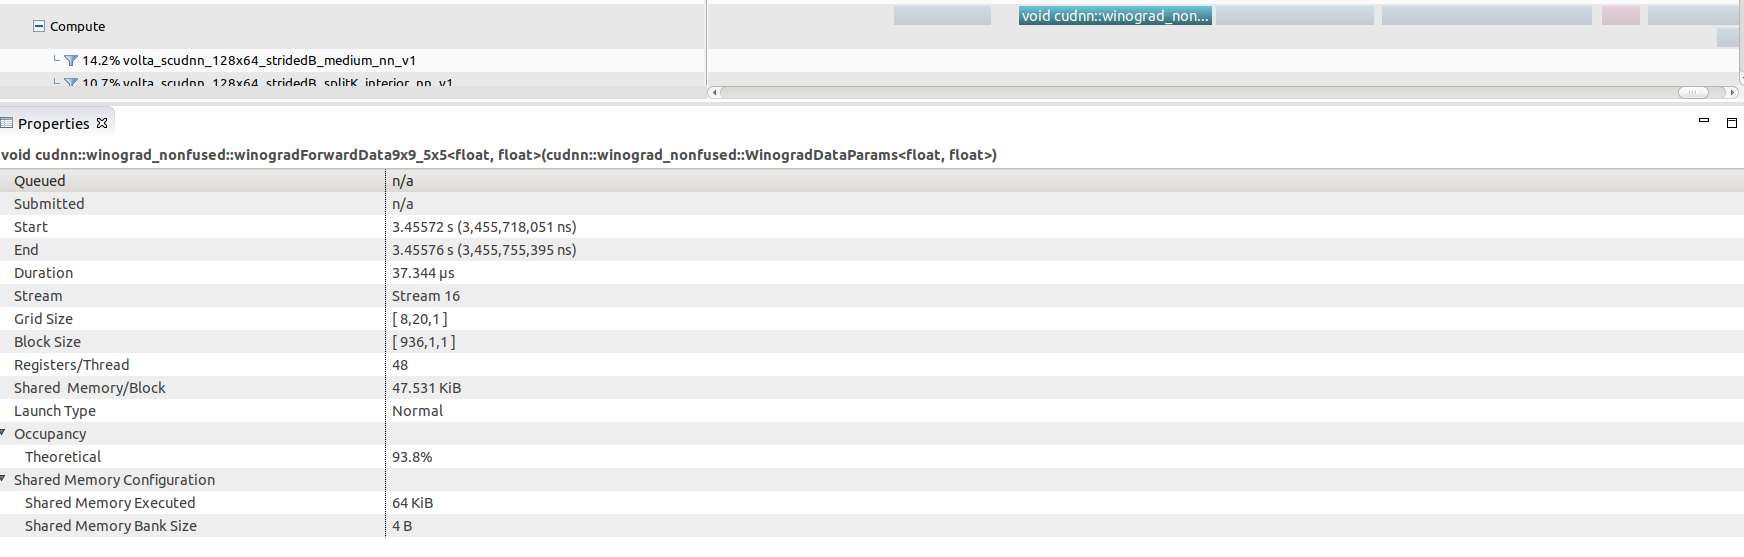 void cudnn::winograd_non...
Compute
14.2% volta_scudnn_128x64_stridedB_medium_nn_v1
10.7% volta_scudnn_128x64_stridedB_splitK_interior_nn_v1
Properties
void cudnn::winograd_nonfused::winogradForwardData9x9_5x5<float, float>(cudnn::winograd_nonfused::WinogradDataParams<float, float>)
Queued n/a
Submitted n/a
Start 3.45572 s (3,455,718,051 ns)
End 3.45576 s (3,455,755,395 ns)
Duration 37.344 µs
Stream Stream 16
Grid Size [ 8,20,1 ]
Block Size [ 936,1,1 ]
Registers/Thread 48
Shared Memory/Block 47.531 KiB
Launch Type Normal
Occupancy
Theoretical 93.8%
Shared Memory Configuration
Shared Memory Executed 64 KiB
Shared Memory Bank Size 4 B